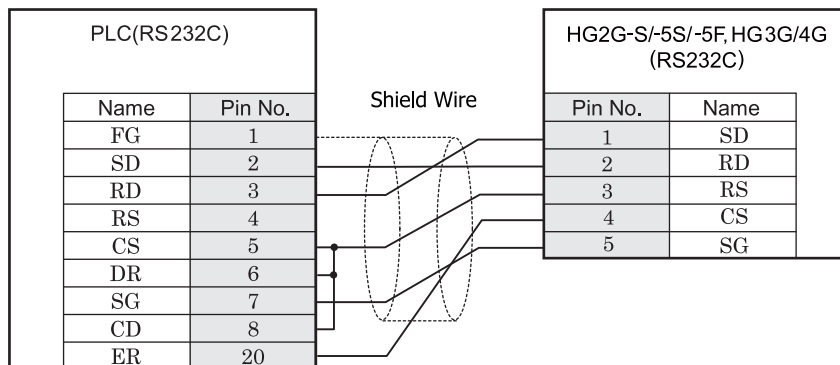 PLC(RS232C)
HG2G-S/-5S/-5F, HG3G/4G
(RS232C)
Shield Wire
Name Pin No.
FG 1
SD 2
RD 3
RS 4
CS 5
DR 6
SG 7
CD 8
ER 20
Pin No. Name
1 SD
2 RD
3 RS
4 CS
5 SG